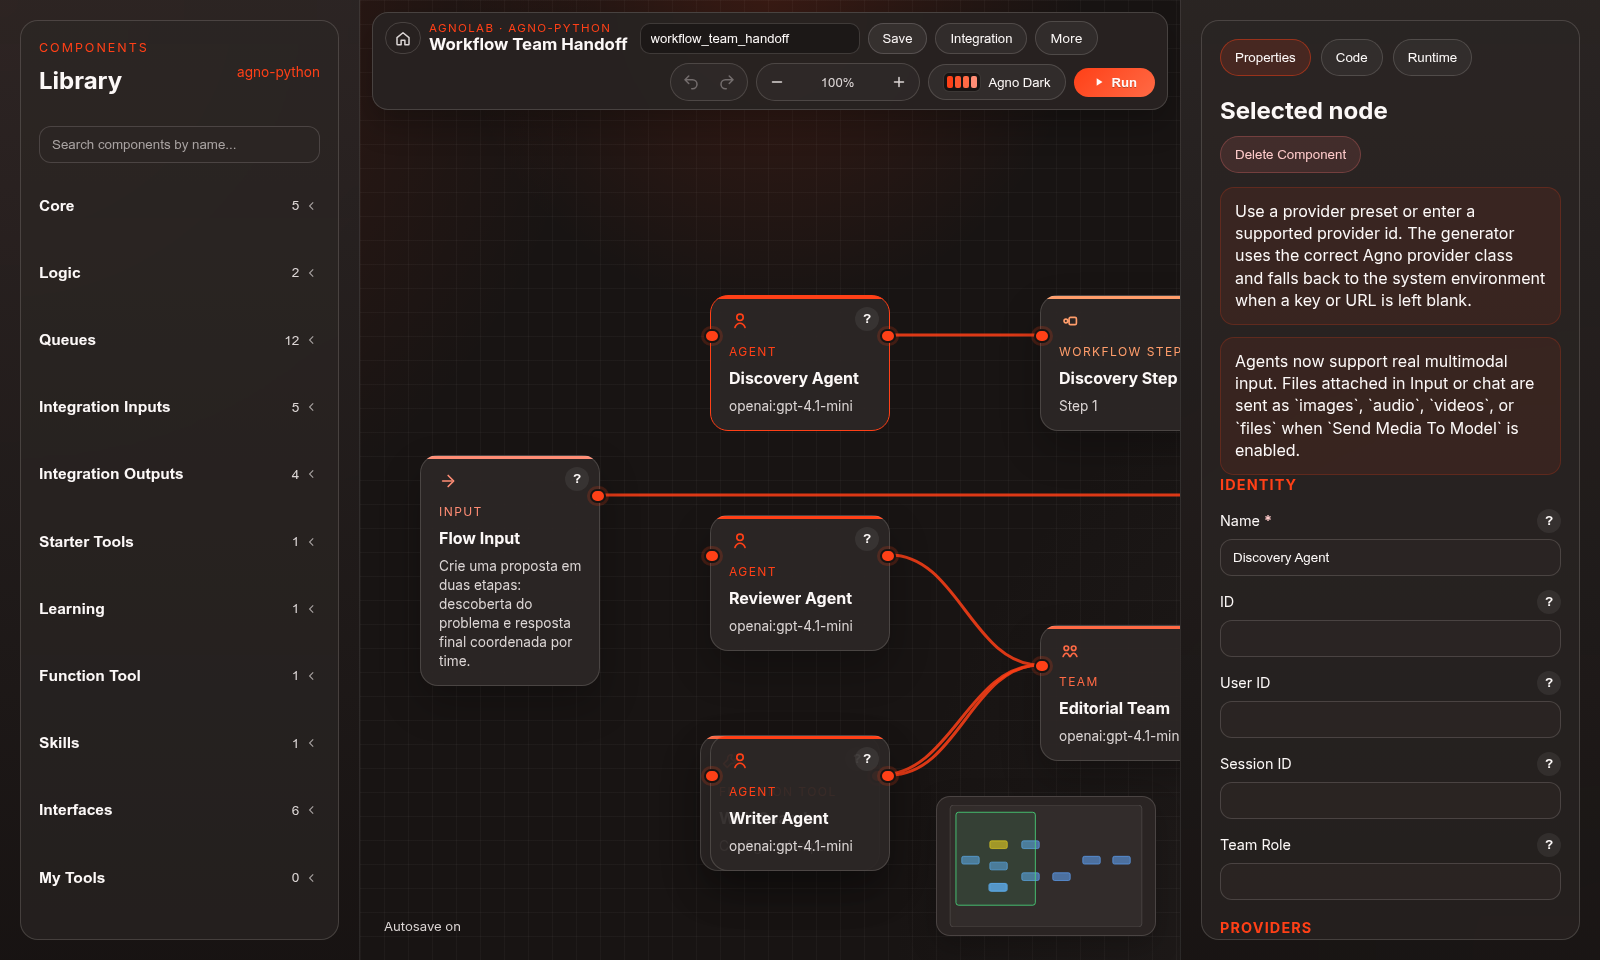 COMPONENTS
Library
agno-python
Search components by name...
Core 5
Logic 2
Queues 12
Integration Inputs 5
Integration Outputs 4
Starter Tools 1
Learning 1
Function Tool 1
Skills 1
Interfaces 6
My Tools 0
AGNOLAB · AGNO-PYTHON
Workflow Team Handoff
workflow_team_handoff
Save
Integration
More
100%
Agno Dark
Run
?
AGENT
Discovery Agent
openai:gpt-4.1-mini
WORKFLOW STEP
Discovery Step
Step 1
?
INPUT
Flow Input
Crie uma proposta em
duas etapas:
descoberta do
problema e resposta
final coordenada por
time.
?
AGENT
Reviewer Agent
openai:gpt-4.1-mini
TEAM
Editorial Team
openai:gpt-4.1-min
?
AGENT
Writer Agent
openai:gpt-4.1-mini
Autosave on
Properties
Code
Runtime
Selected node
Delete Component
Use a provider preset or enter a
supported provider id. The generator
uses the correct Agno provider class
and falls back to the system environment
when a key or URL is left blank.
Agents now support real multimodal
input. Files attached in Input or chat are
sent as `images`, `audio`, `videos`, or
`files` when `Send Media To Model` is
enabled.
IDENTITY
Name * ?
Discovery Agent
ID ?
User ID ?
Session ID ?
Team Role ?
PROVIDERS